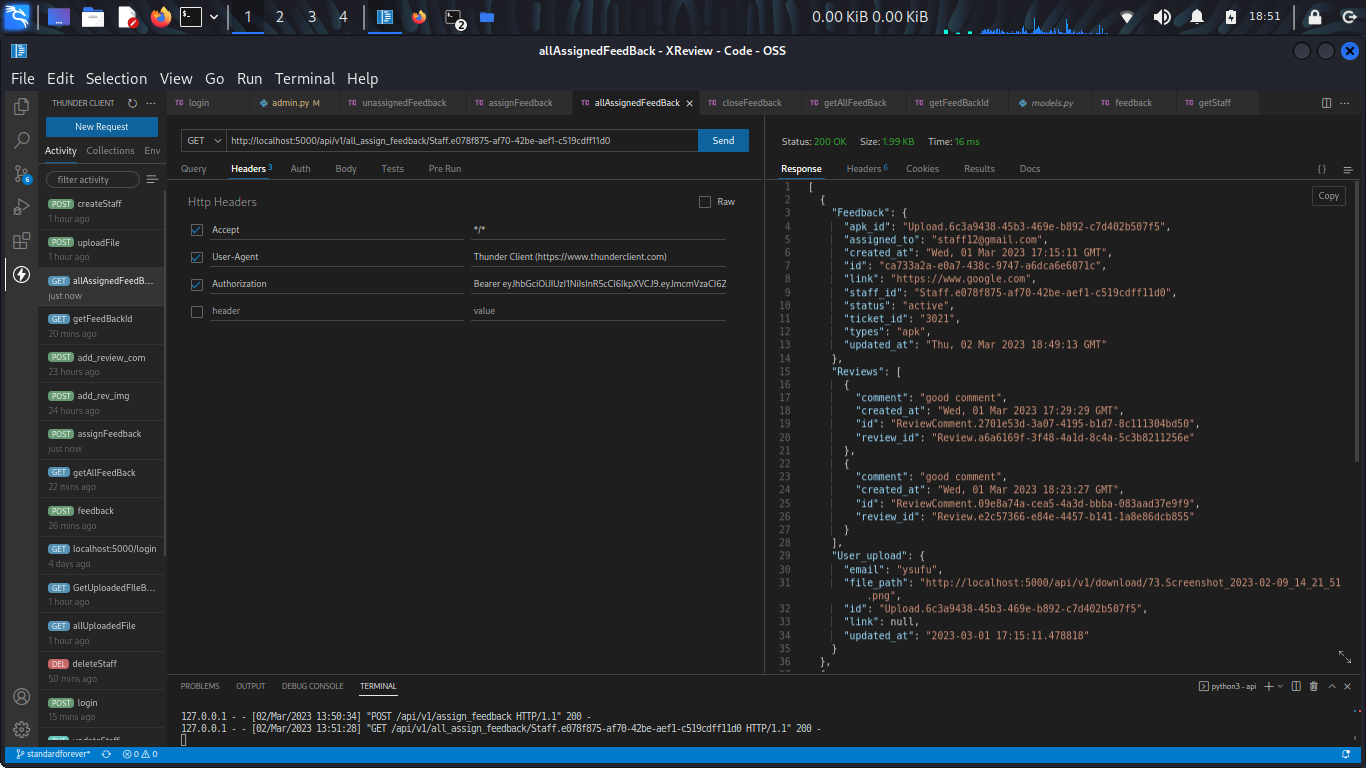 1 2 3 4 2 0.00 KiB 0.00 KiB 18:51
allAssignedFeedBack - XReview - Code - OSS
File Edit Selection View Go Run Terminal Help
THUNDER CLIENT
New Request
Activity Collections Env
filter activity
POST createStaff
1 hour ago
POST uploadFile
1 hour ago
GET allAssignedFeedB...
just now
GET getFeedBackId
20 mins ago
POST add_review_com
23 hours ago
POST add_rev_img
24 hours ago
POST assignFeedback
just now
GET getAllFeedBack
22 mins ago
POST feedback
26 mins ago
GET localhost:5000/login
4 days ago
GET GetUploadedFIleB...
1 hour ago
GET allUploadedFile
1 hour ago
DEL deleteStaff
50 mins ago
POST login
15 mins ago
6
TC login admin.py M TC unassignedFeedback TC assignFeedback TC allAssignedFeedBack TC closeFeedback TC getAllFeedBack TC getFeedBackId models.py TC feedback TC getStaff
GET http://localhost:5000/api/v1/all_assign_feedback/Staff.e078f875-af70-42be-aef1-c519cdff11d0 Send
Query Headers 3 Auth Body Tests Pre Run
Http Headers Raw
Accept */*
User-Agent Thunder Client (https://www.thunderclient.com)
Authorization Bearer eyJhbGciOiJIUzI1NiIsInR5cCI6IkpXVCJ9.eyJmcmVzaCI6Z
header value
Status: 200 OK Size: 1.99 KB Time: 16 ms
Response Headers 6 Cookies Results Docs { }
Copy
1 [
2 {
3 "Feedback": {
4 "apk_id": "Upload.6c3a9438-45b3-469e-b892-c7d402b507f5",
5 "assigned_to": "staff12@gmail.com",
6 "created_at": "Wed, 01 Mar 2023 17:15:11 GMT",
7 "id": "ca733a2a-e0a7-438c-9747-a6dca6e6071c",
8 "link": "https://www.google.com",
9 "staff_id": "Staff.e078f875-af70-42be-aef1-c519cdff11d0",
10 "status": "active",
11 "ticket_id": "3021",
12 "types": "apk",
13 "updated_at": "Thu, 02 Mar 2023 18:49:13 GMT"
14 },
15 "Reviews": [
16 {
17 "comment": "good comment",
18 "created_at": "Wed, 01 Mar 2023 17:29:29 GMT",
19 "id": "ReviewComment.2701e53d-3a07-4195-b1d7-8c111304bd50",
20 "review_id": "Review.a6a6169f-3f48-4a1d-8c4a-5c3b8211256e"
21 },
22 {
23 "comment": "good comment",
24 "created_at": "Wed, 01 Mar 2023 18:23:27 GMT",
25 "id": "ReviewComment.09e8a74a-cea5-4a3d-bbba-083aad37e9f9",
26 "review_id": "Review.e2c57366-e84e-4457-b141-1a8e86dcb855"
27 }
28 ],
29 "User_upload": {
30 "email": "ysufu",
31 "file_path": "http://localhost:5000/api/v1/download/73.Screenshot_2023-02-09_14_21_51
.png",
32 "id": "Upload.6c3a9438-45b3-469e-b892-c7d402b507f5",
33 "link": null,
34 "updated_at": "2023-03-01 17:15:11.478818"
35 }
36 },
PROBLEMS OUTPUT DEBUG CONSOLE TERMINAL python3 - api
127.0.0.1 - - [02/Mar/2023 13:50:34] "POST /api/v1/assign_feedback HTTP/1.1" 200 -
127.0.0.1 - - [02/Mar/2023 13:51:28] "GET /api/v1/all_assign_feedback/Staff.e078f875-af70-42be-aef1-c519cdff11d0 HTTP/1.1" 200 -
standardforever* 0 0